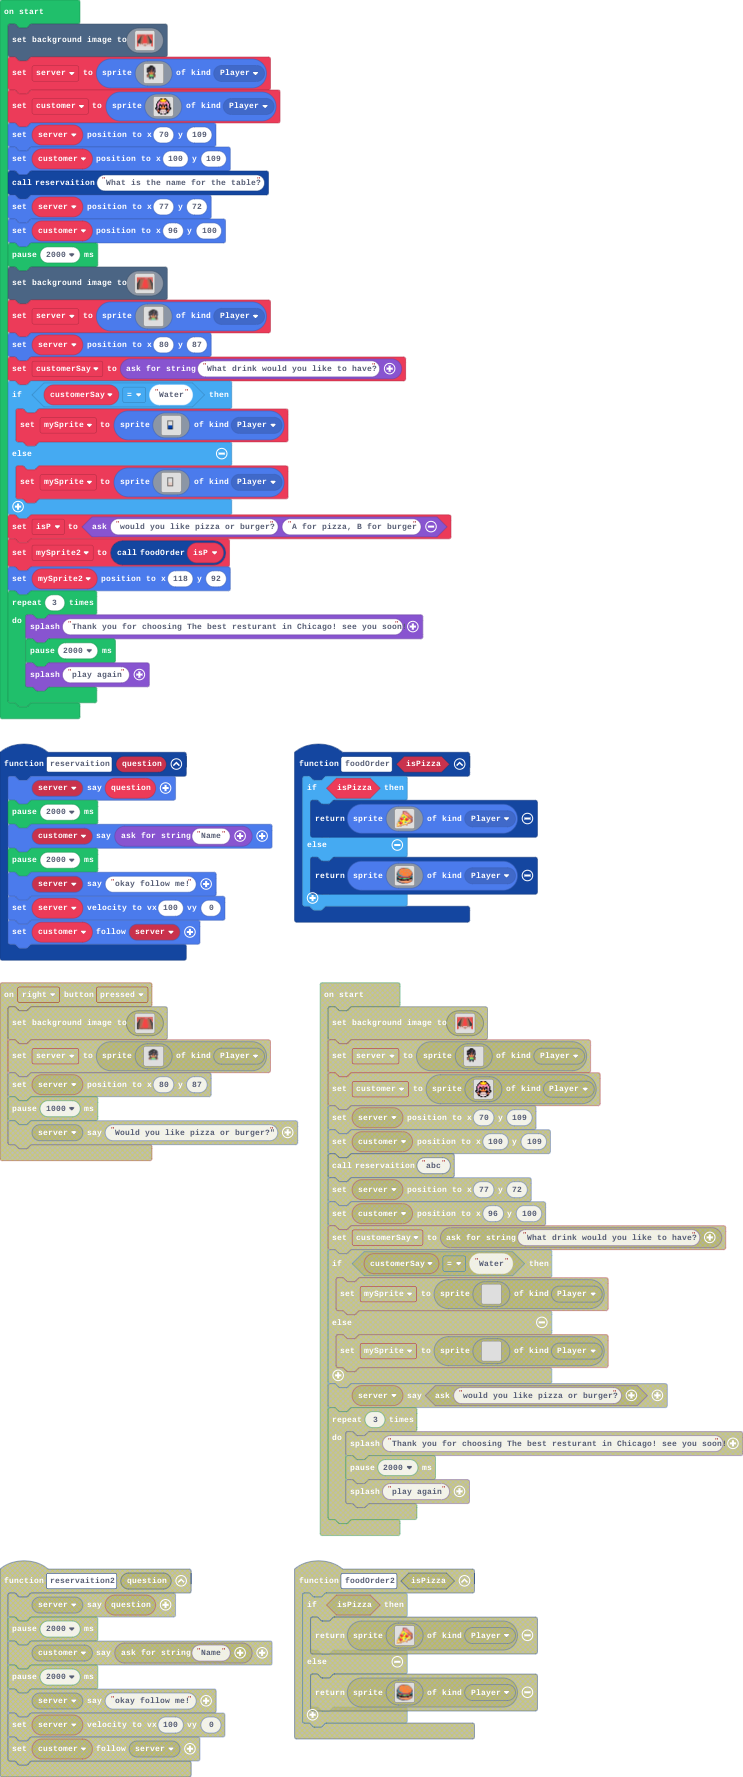 on start
set background image to
set server to sprite of kind Player
set customer to sprite of kind Player
set server position to x 70 y 109
set customer position to x 100 y 109
call reservaition "What is the name for the table?"
set server position to x 77 y 72
set customer position to x 96 y 100
pause 2000 ms
set background image to
set server to sprite of kind Player
set server position to x 80 y 87
set customerSay to ask for string "What drink would you like to have?"
if customerSay = "Water" then
set mySprite to sprite of kind Player
else
set mySprite to sprite of kind Player
set isP to ask "would you like pizza or burger?" "A for pizza, B for burger"
set mySprite2 to call foodOrder isP
set mySprite2 position to x 118 y 92
repeat 3 times
do
splash "Thank you for choosing The best resturant in Chicago! see you soon
pause 2000 ms
splash "play again"
function reservaition question
server say question
pause 2000 ms
customer say ask for string "Name"
pause 2000 ms
server say "okay follow me!"
set server velocity to vx 100 vy 0
set customer follow server
function foodOrder isPizza
if isPizza then
return sprite of kind Player
else
return sprite of kind Player
on right button pressed
set background image to
set server to sprite of kind Player
set server position to x 80 y 87
pause 1000 ms
server say "Would you like pizza or burger?"
on start
set background image to
set server to sprite of kind Player
set customer to sprite of kind Player
set server position to x 70 y 109
set customer position to x 100 y 109
call reservaition "abc"
set server position to x 77 y 72
set customer position to x 96 y 100
set customerSay to ask for string "What drink would you like to have?"
if customerSay = "Water" then
set mySprite to sprite of kind Player
else
set mySprite to sprite of kind Player
server say ask "would you like pizza or burger?"
repeat 3 times
do
splash "Thank you for choosing The best resturant in Chicago! see you soon!
pause 2000 ms
splash "play again"
function reservaition2 question
server say question
pause 2000 ms
customer say ask for string "Name"
pause 2000 ms
server say "okay follow me!"
set server velocity to vx 100 vy 0
set customer follow server
function foodOrder2 isPizza
if isPizza then
return sprite of kind Player
else
return sprite of kind Player